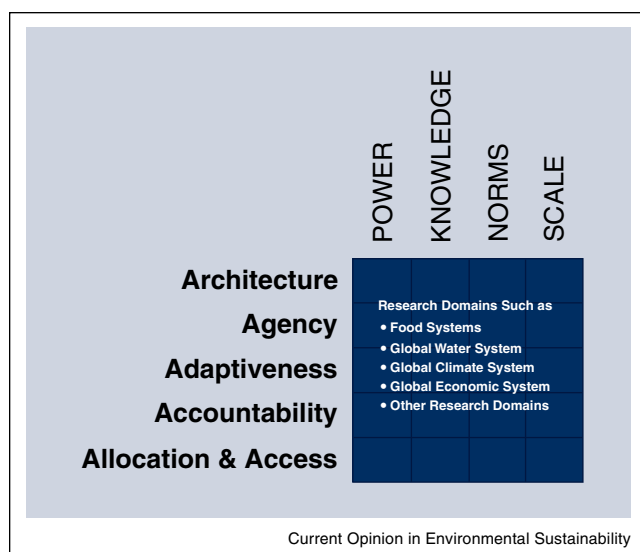 POWER
KNOWLEDGE
NORMS
SCALE
Architecture
Agency
Adaptiveness
Accountability
Allocation & Access
Research Domains Such as
• Food Systems
• Global Water System
• Global Climate System
• Global Economic System
• Other Research Domains
Current Opinion in Environmental Sustainability